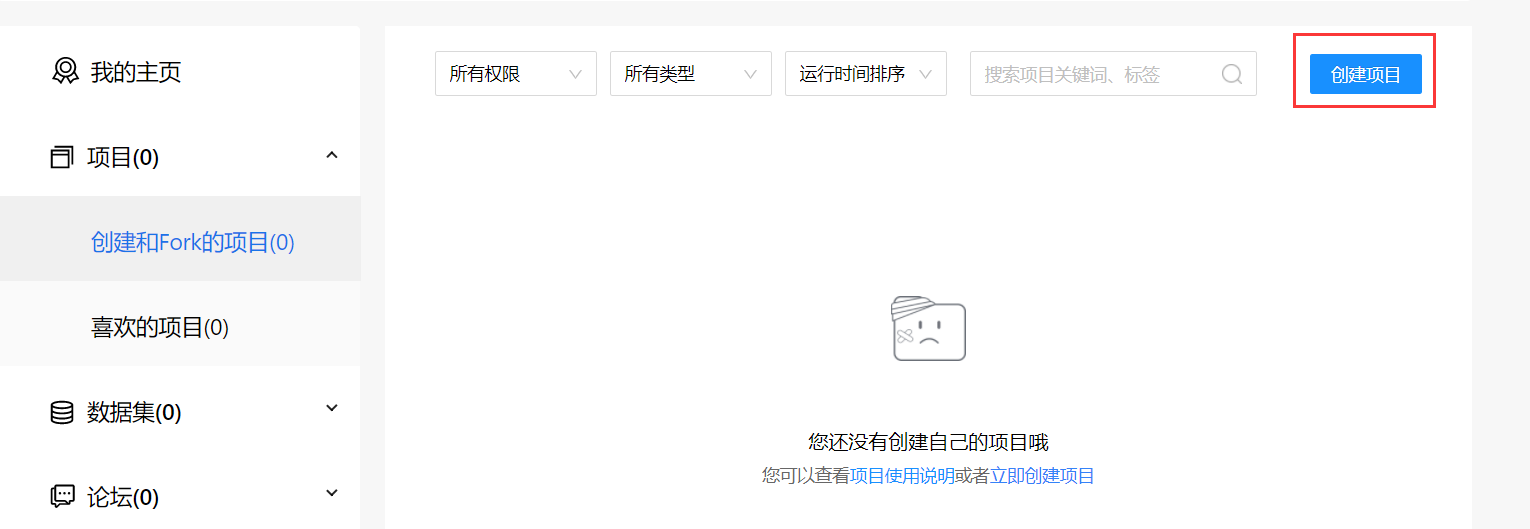 我的主页
项目(0)
创建和Fork的项目(0)
喜欢的项目(0)
数据集(0)
论坛(0)
所有权限 所有类型 运行时间排序 搜索项目关键词、标签 创建项目
您还没有创建自己的项目哦
您可以查看项目使用说明或者立即创建项目